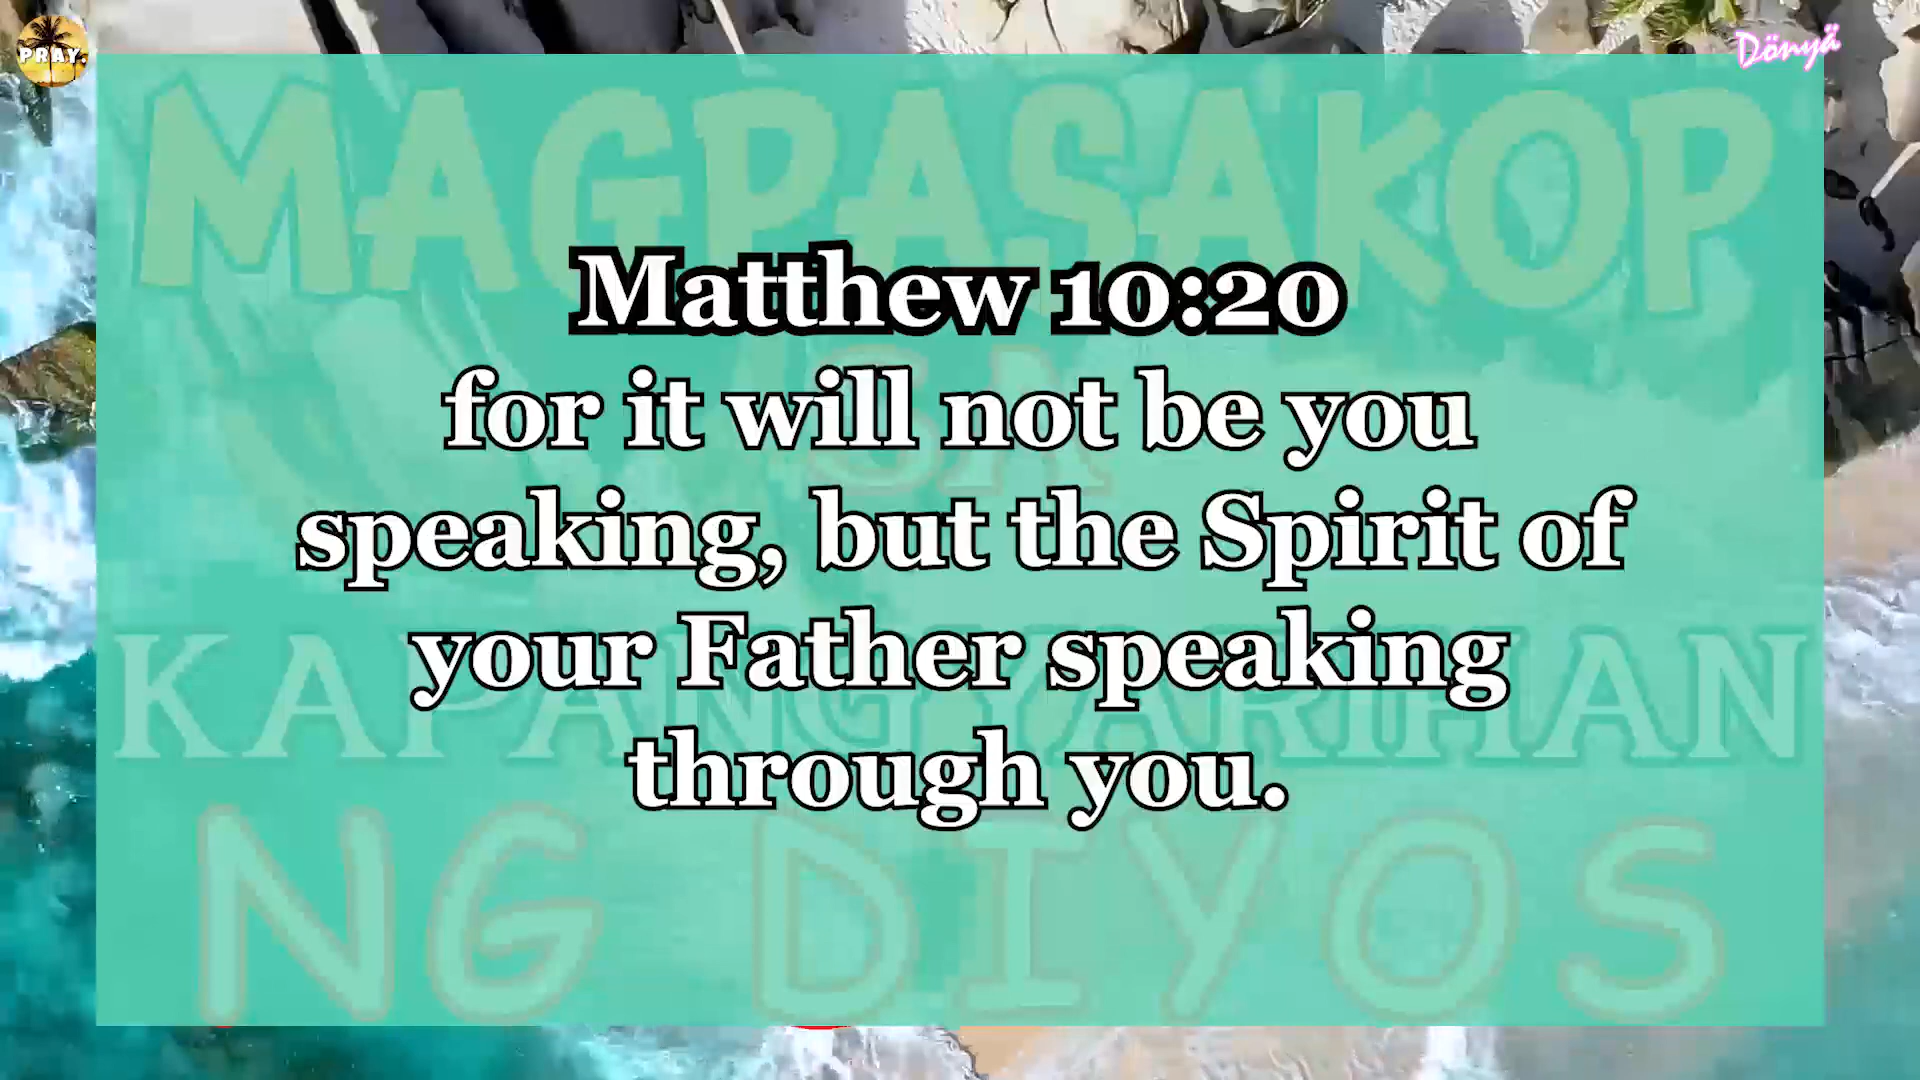 PRAY.
Dönyä
MAGPASAKOP
Matthew 10:20
SA
for it will not be you
speaking, but the Spirit of
your Father speaking
KAPANGYARIHAN
through you.
NG DIYOS